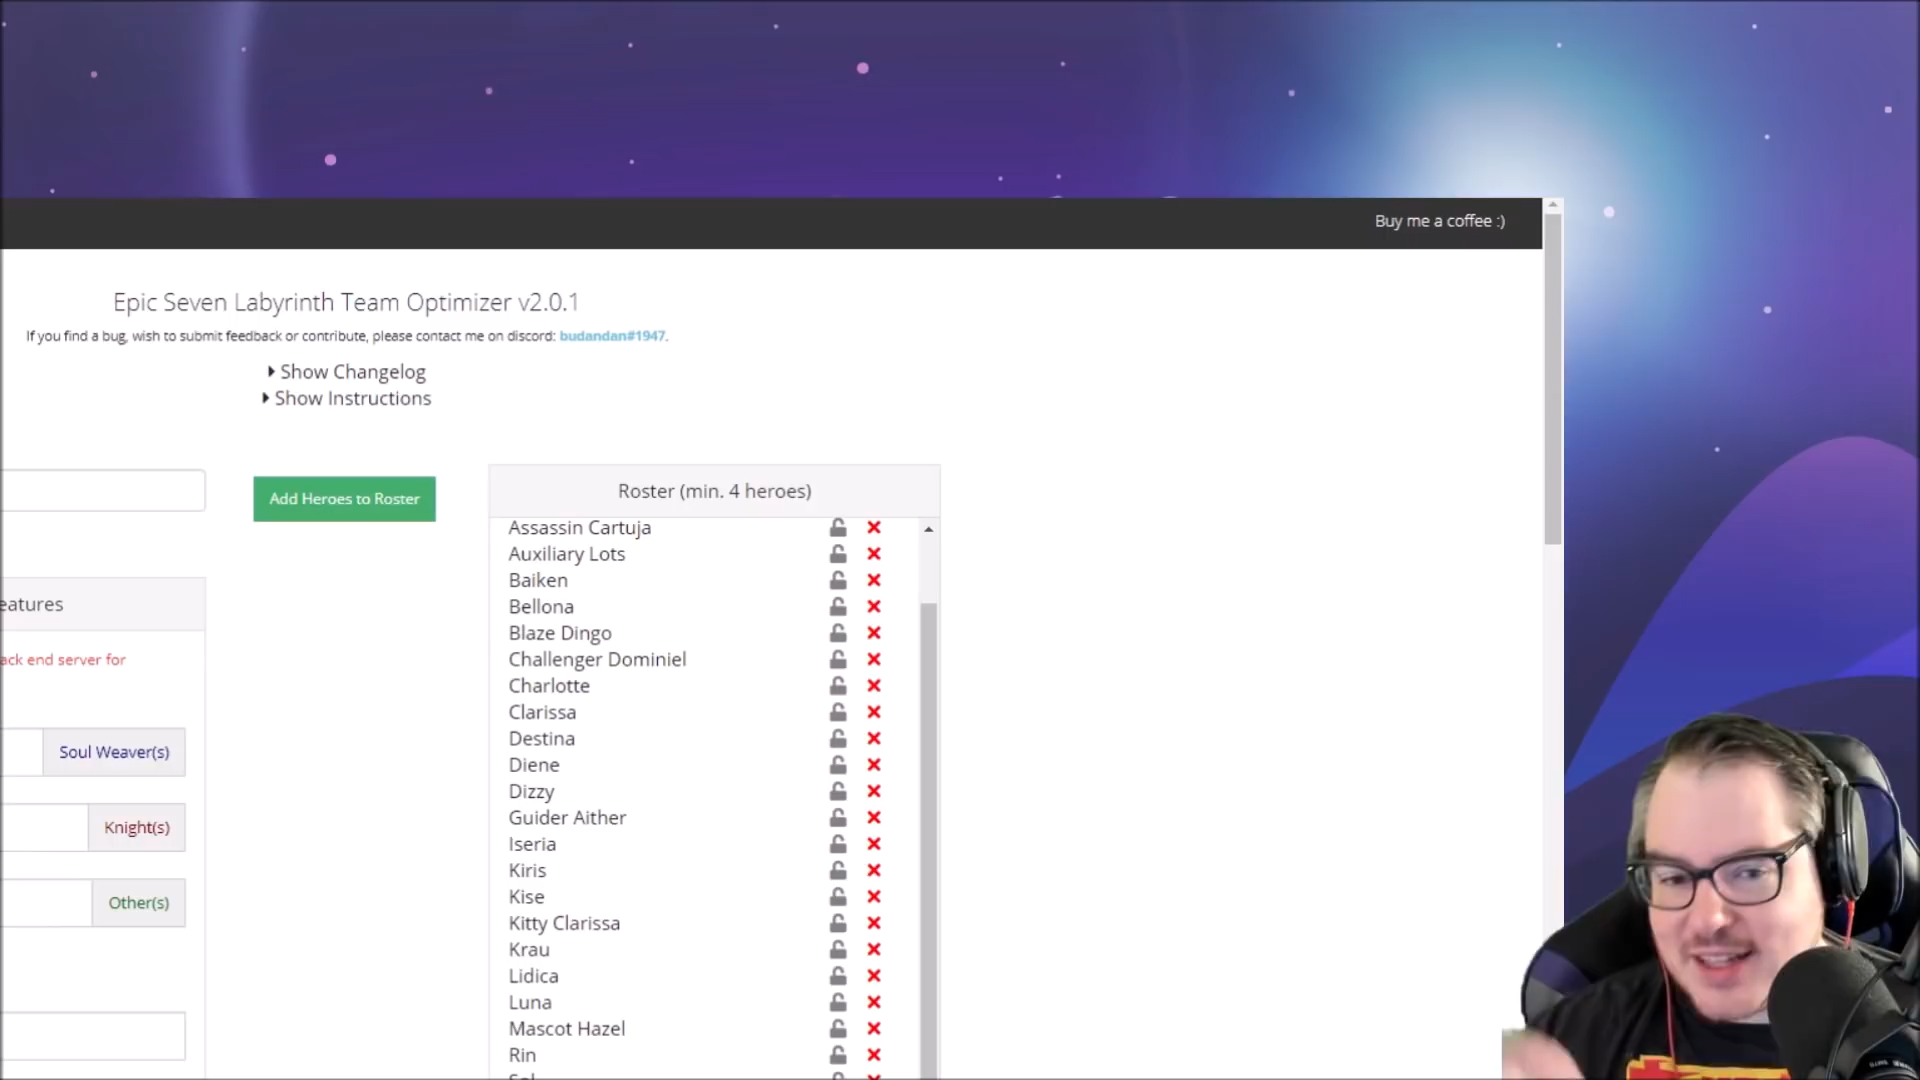 Buy me a coffee :)
Epic Seven Labyrinth Team Optimizer v2.0.1
If you find a bug, wish to submit feedback or contribute, please contact me on discord: budandan#1947.
Show Changelog
Show Instructions
Add Heroes to Roster
Roster (min. 4 heroes)
Assassin Cartuja
Auxiliary Lots
Baiken
Bellona
Blaze Dingo
Challenger Dominiel
Charlotte
Clarissa
Destina
Diene
Dizzy
Guider Aither
Iseria
Kiris
Kise
Kitty Clarissa
Krau
Lidica
Luna
Mascot Hazel
Rin
eatures
ack end server for
Soul Weaver(s)
Knight(s)
Other(s)